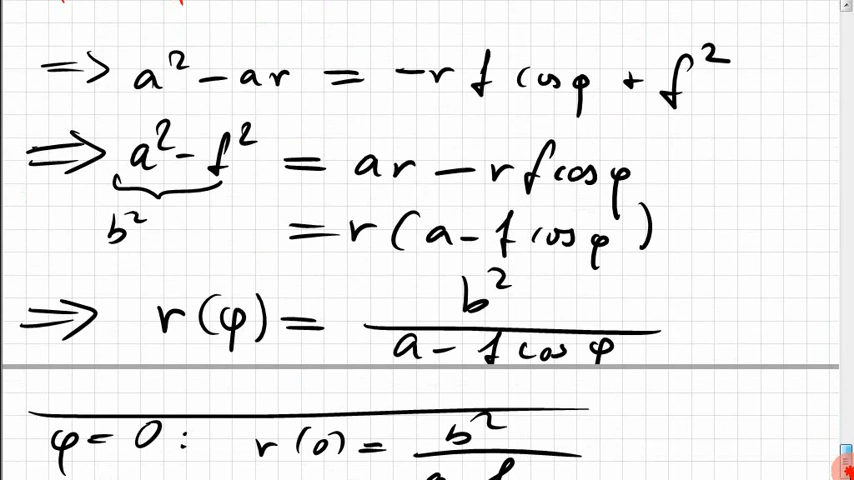 ⇒ a² − ar = −r f cos φ + f²
⇒ a² − f² = ar − r f cos φ
b² = r(a − f cos φ)
⇒ r(φ) = b² / (a − f cos φ)
φ = 0 : r(0) = b² / (a − f